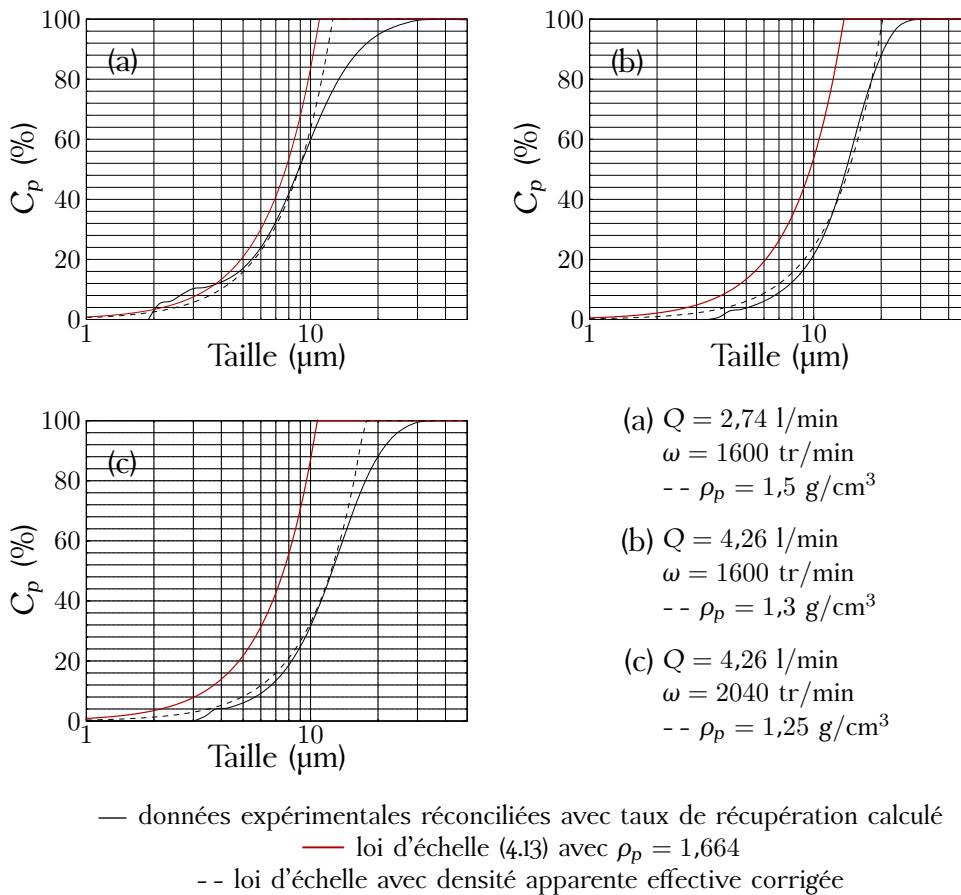 100
80
60
40
20
0
C_p (%)
(a)
1
10
Taille (µm)
100
80
60
40
20
0
C_p (%)
(b)
1
10
Taille (µm)
100
80
60
40
20
0
C_p (%)
(c)
1
10
Taille (µm)
(a) Q = 2,74 l/min
ω = 1600 tr/min
-- ρ_p = 1,5 g/cm³
(b) Q = 4,26 l/min
ω = 1600 tr/min
-- ρ_p = 1,3 g/cm³
(c) Q = 4,26 l/min
ω = 2040 tr/min
-- ρ_p = 1,25 g/cm³
— données expérimentales réconciliées avec taux de récupération calculé
— loi d'échelle (4.13) avec ρ_p = 1,664
-- loi d'échelle avec densité apparente effective corrigée